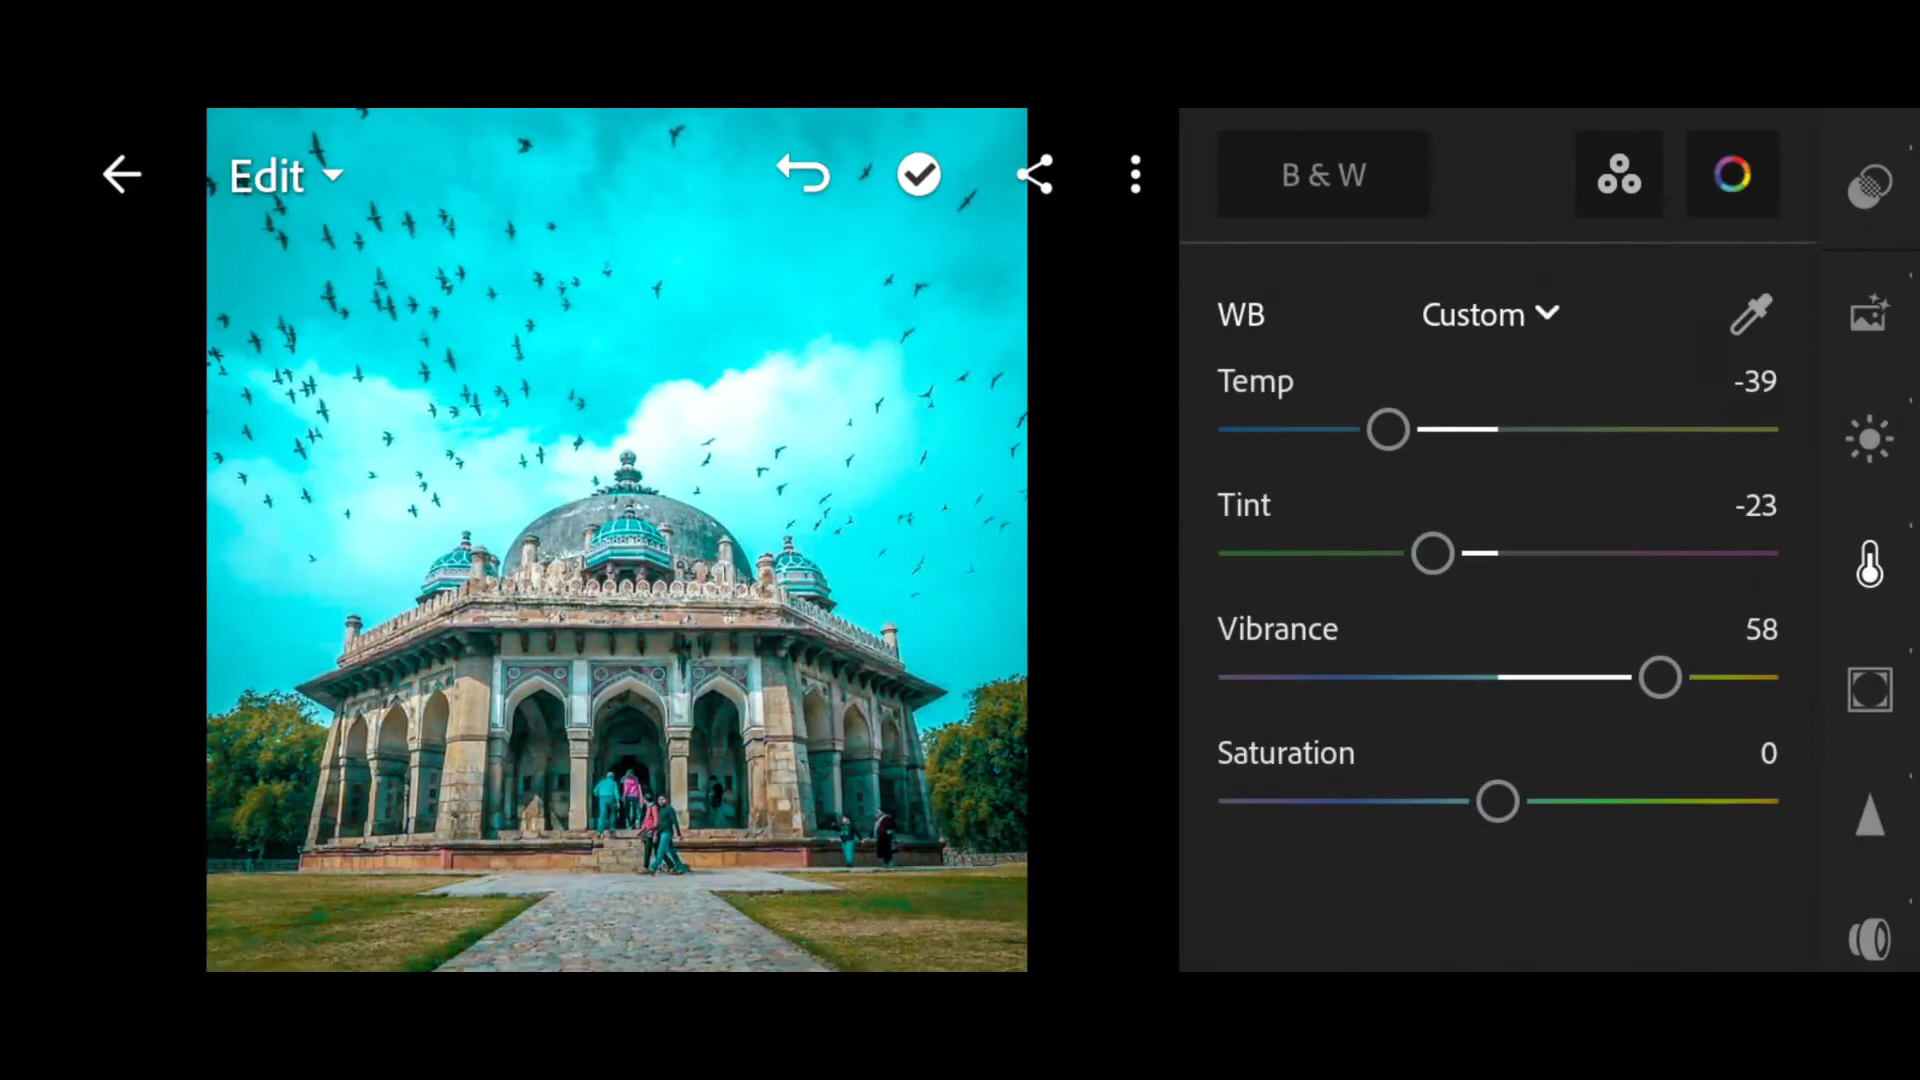 Edit
B & W
WB Custom
Temp -39
Tint -23
Vibrance 58
Saturation 0